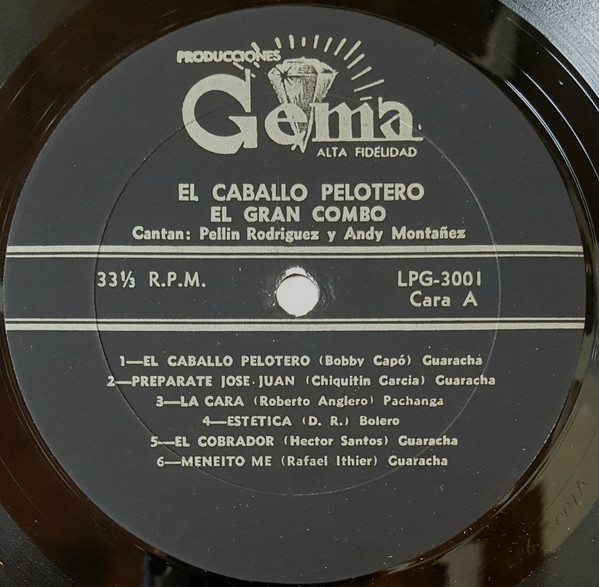 PRODUCCIONES
Gema
ALTA FIDELIDAD
EL CABALLO PELOTERO
EL GRAN COMBO
Cantan: Pellin Rodriguez y Andy Montañez
33⅓ R.P.M.
LPG-3001
Cara A
1—EL CABALLO PELOTERO (Bobby Capó) Guaracha
2—PREPARATE JOSE JUAN (Chiquitin Garcia) Guaracha
3—LA CARA (Roberto Anglero) Pachanga
4—ESTETICA (D. R.) Bolero
5—EL COBRADOR (Hector Santos) Guaracha
6—MENEITO ME (Rafael Ithier) Guaracha